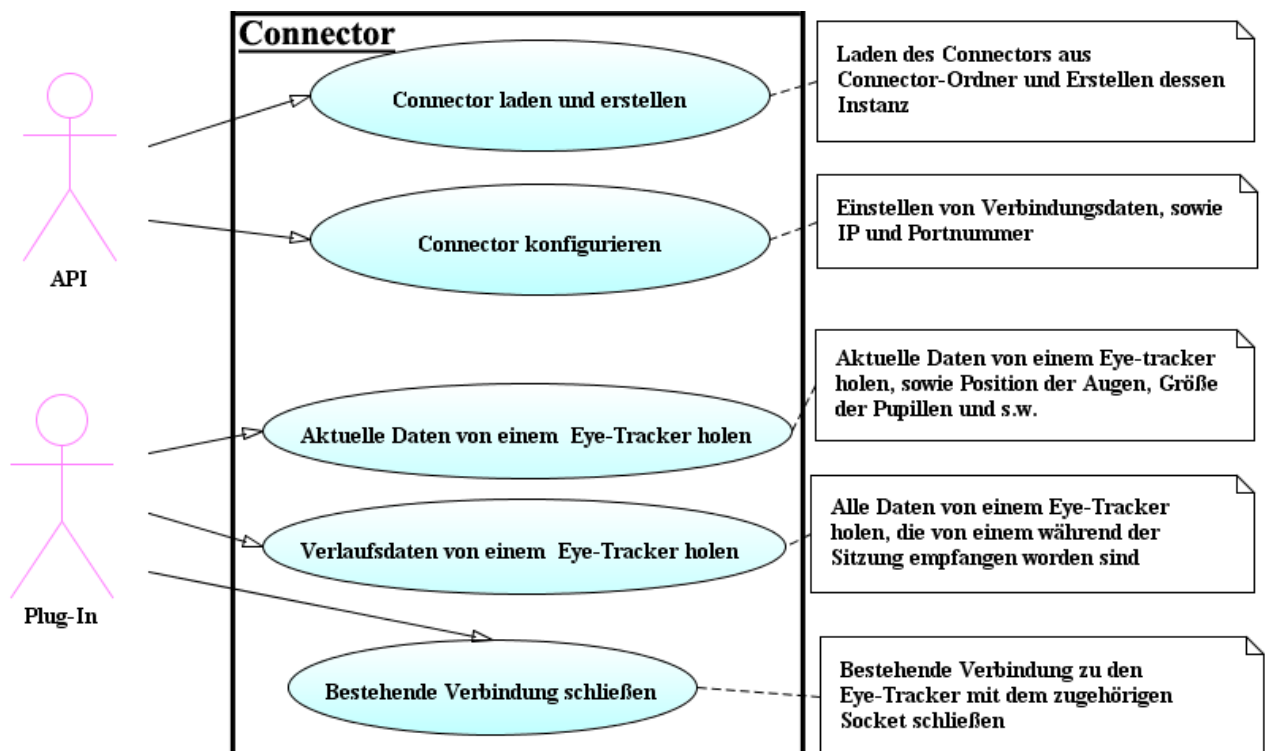 Connector
Connector laden und erstellen
Laden des Connectors aus
Connector-Ordner und Erstellen dessen
Instanz
API
Connector konfigurieren
Einstellen von Verbindungsdaten, sowie
IP und Portnummer
Aktuelle Daten von einem Eye-Tracker holen
Aktuelle Daten von einem Eye-tracker
holen, sowie Position der Augen, Größe
der Pupillen und s.w.
Verlaufsdaten von einem Eye-Tracker holen
Alle Daten von einem Eye-Tracker
holen, die von einem während der
Sitzung empfangen worden sind
Plug-In
Bestehende Verbindung schließen
Bestehende Verbindung zu den
Eye-Tracker mit dem zugehörigen
Socket schließen